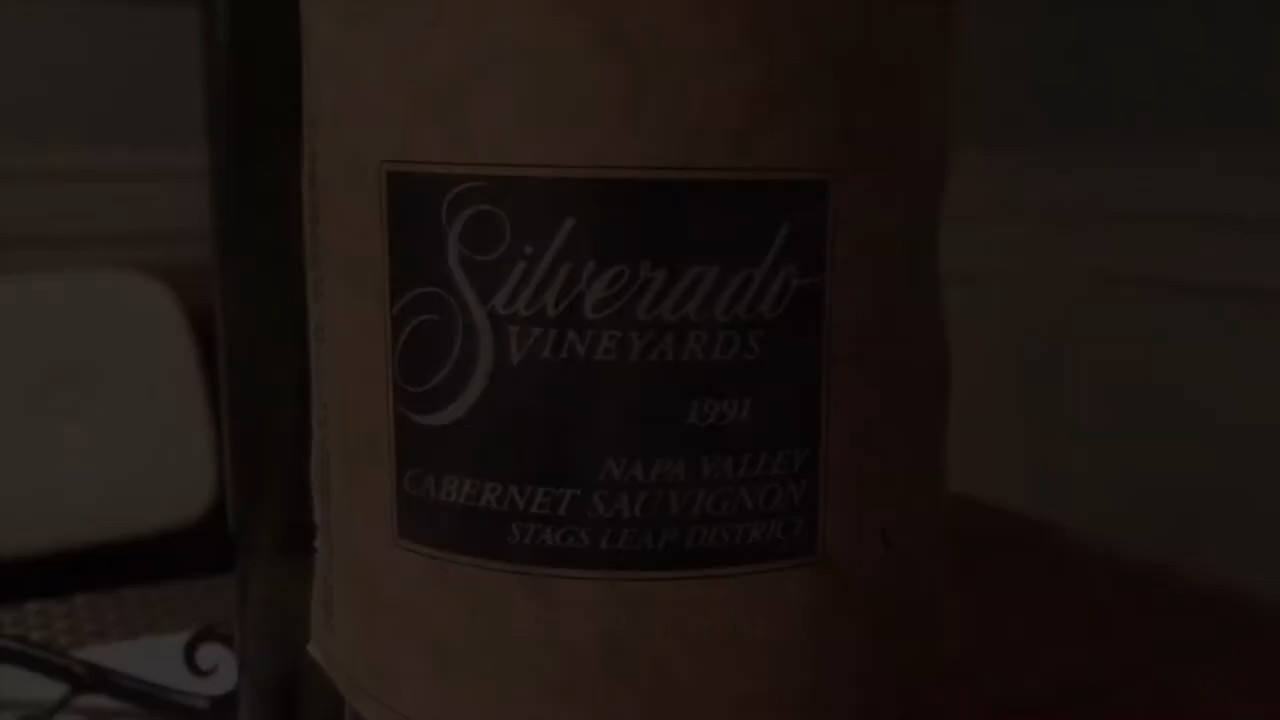 Silverado
VINEYARDS
1991
NAPA VALLEY
CABERNET SAUVIGNON
STAGS LEAP DISTRICT